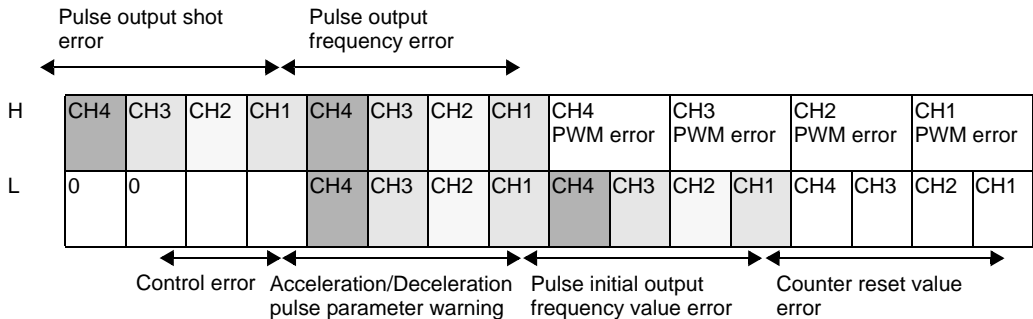 Pulse output shot
error
Pulse output
frequency error
H CH4 CH3 CH2 CH1 CH4 CH3 CH2 CH1 CH4 CH3 CH2 CH1
PWM error PWM error PWM error PWM error
L 0 0 CH4 CH3 CH2 CH1 CH4 CH3 CH2 CH1 CH4 CH3 CH2 CH1
Control error
Acceleration/Deceleration
pulse parameter warning
Pulse initial output
frequency value error
Counter reset value
error